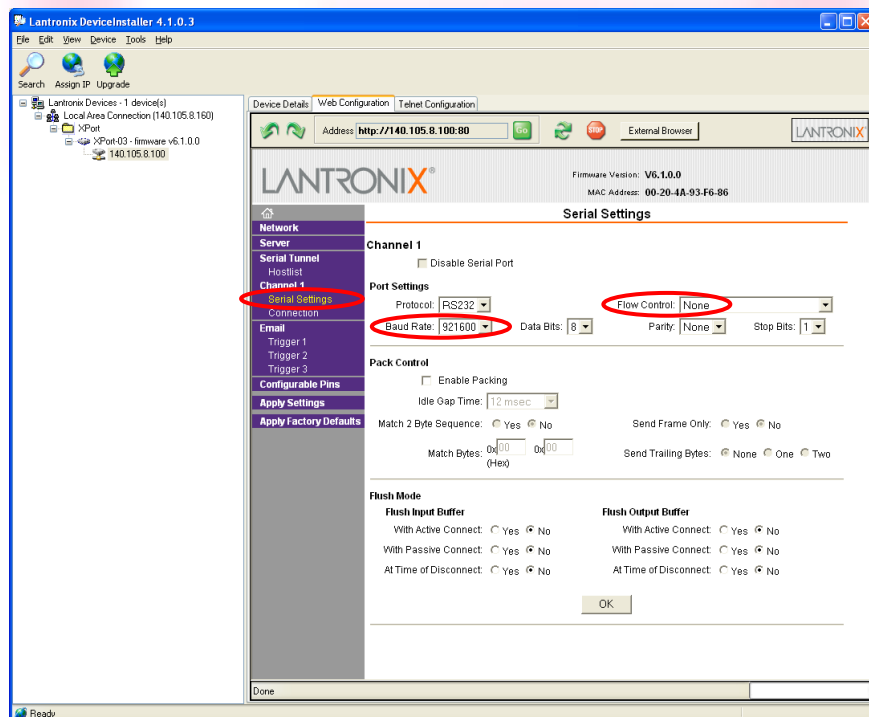 Lantronix DeviceInstaller 4.1.0.3
File Edit View Device Tools Help
Search Assign IP Upgrade
Lantronix Devices - 1 device(s)
Local Area Connection (140.105.8.160)
XPort
XPort-03 - firmware v6.1.0.0
140.105.8.100
Device Details Web Configuration Telnet Configuration
Address http://140.105.8.100:80 Go STOP External Browser LANTRONIX
LANTRONIX®
Firmware Version: V6.1.0.0
MAC Address: 00-20-4A-93-F6-86
Network
Server
Serial Tunnel
Hostlist
Channel 1
Serial Settings
Connection
Email
Trigger 1
Trigger 2
Trigger 3
Configurable Pins
Apply Settings
Apply Factory Defaults
Serial Settings
Channel 1
Disable Serial Port
Port Settings
Protocol: RS232 Flow Control: None
Baud Rate: 921600 Data Bits: 8 Parity: None Stop Bits: 1
Pack Control
Enable Packing
Idle Gap Time: 12 msec
Match 2 Byte Sequence: Yes No Send Frame Only: Yes No
Match Bytes: 0x 00 0x 00 Send Trailing Bytes: None One Two
(Hex)
Flush Mode
Flush Input Buffer Flush Output Buffer
With Active Connect: Yes No With Active Connect: Yes No
With Passive Connect: Yes No With Passive Connect: Yes No
At Time of Disconnect: Yes No At Time of Disconnect: Yes No
OK
Done
Ready